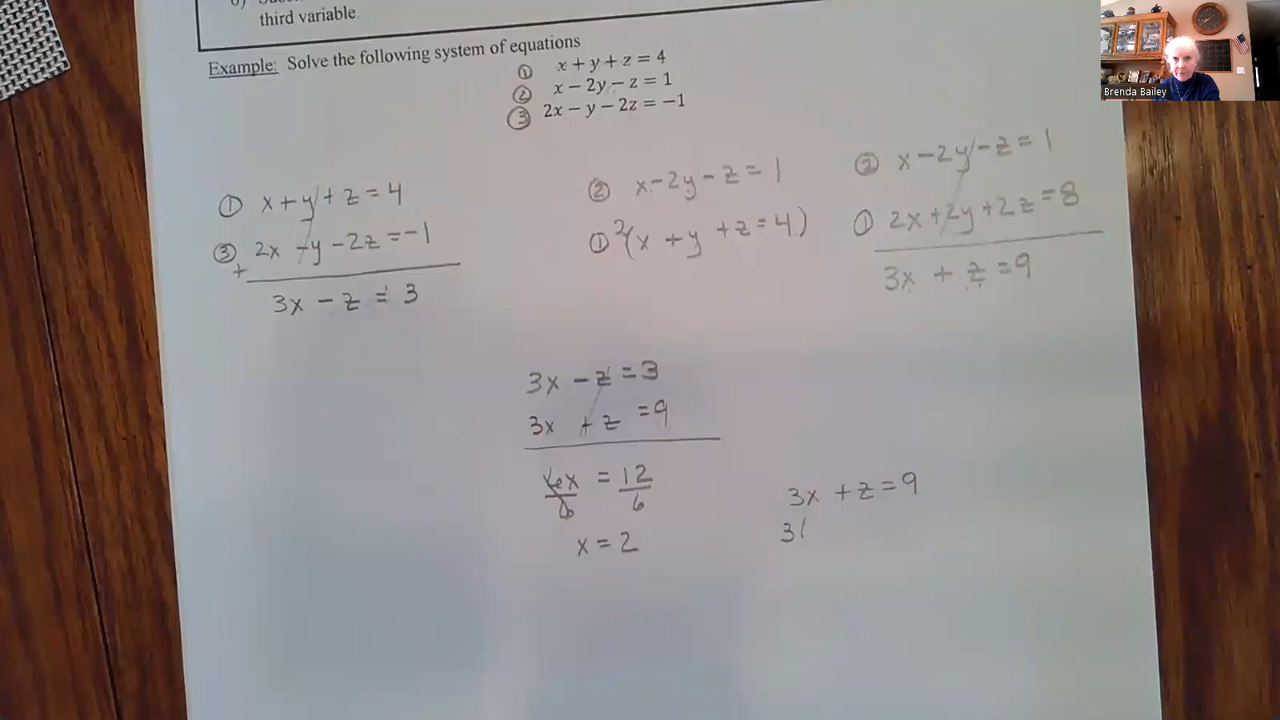 third variable.
Example: Solve the following system of equations
① x + y + z = 4
② x − 2y − z = 1
③ 2x − y − 2z = −1
① x + y + z = 4
③ 2x − y − 2z = −1
+
3x − z = 3
② x − 2y − z = 1
① 2(x + y + z = 4)
② x − 2y − z = 1
① 2x + 2y + 2z = 8
3x + z = 9
3x − z = 3
3x + z = 9
6x = 12
6 6
x = 2
3x + z = 9
3(
Brenda Bailey